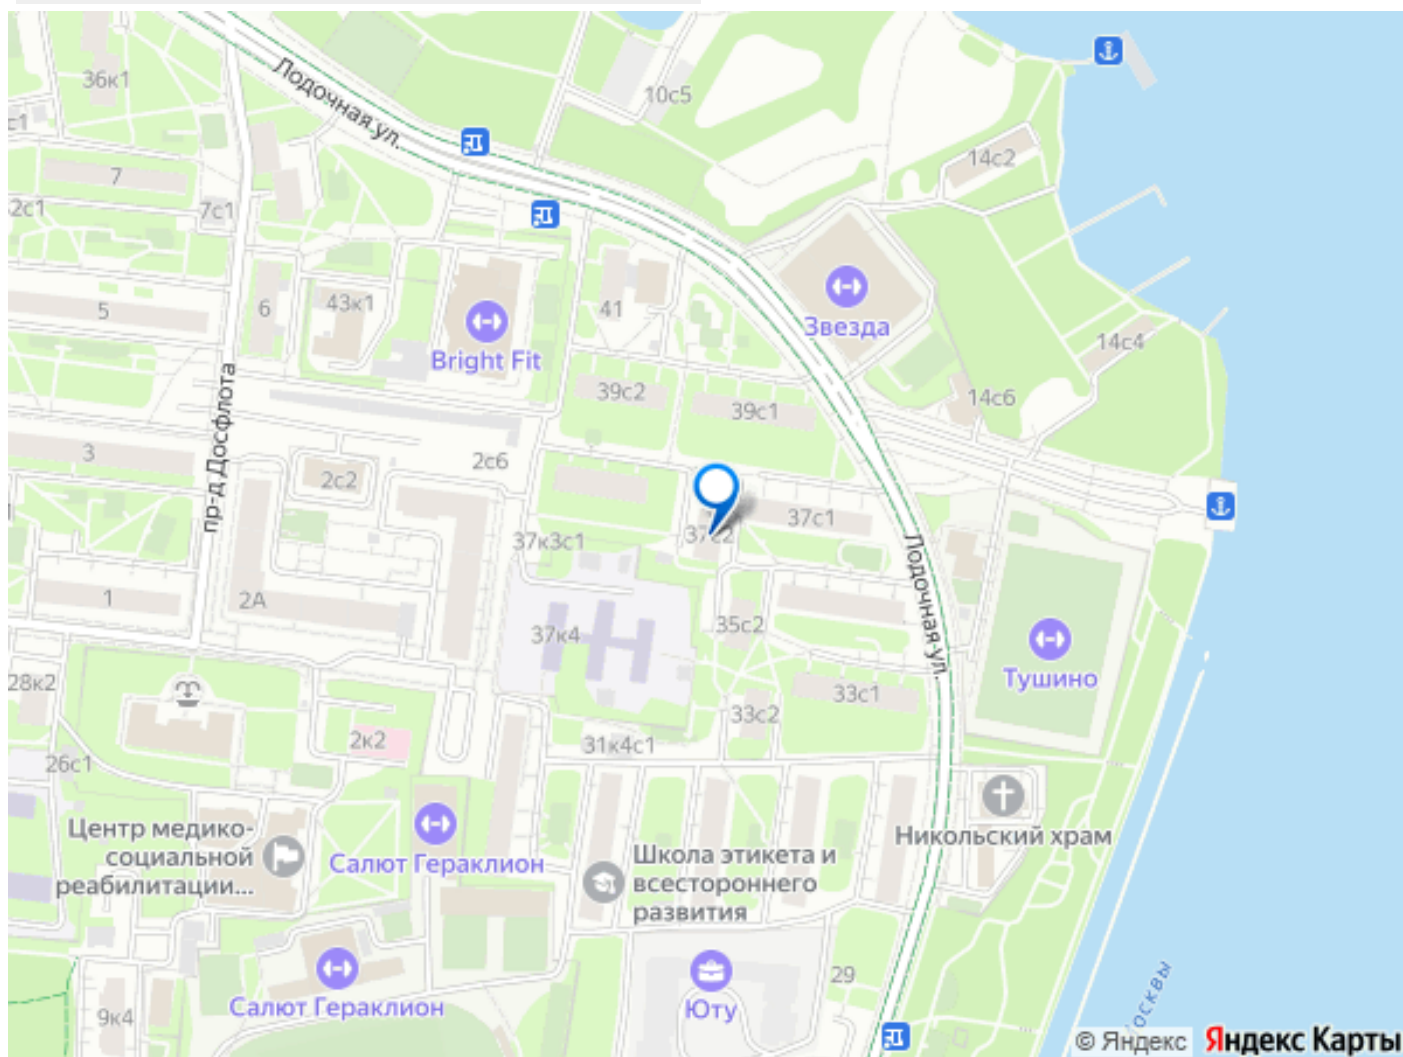 36к1
Лодочная ул.
10с5
с1
14с2
7
2с1
7с1
5
6
43к1
41
Bright Fit
Звезда
14с4
39с2
39с1
14с6
пр-д Досфлота
3
2с2
2с6
37с1
37к3с1
Лодочная ул.
1
2А
37к4
35с2
Тушино
28к2
33с1
33с2
2к2
31к4с1
26с1
Центр медико-
социальной
реабилитации...
Салют Гераклион
Школа этикета и
всестороннего
развития
Никольский храм
Салют Гераклион
Юту
29
9к4
© Яндекс Яндекс Карты